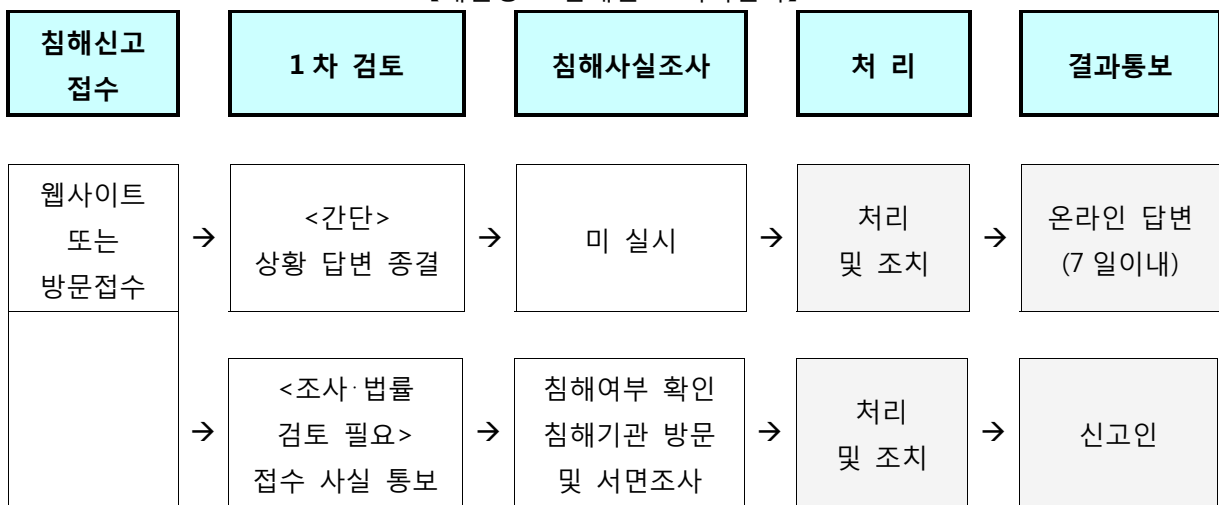 침해신고
접수
1차 검토
침해사실조사
처 리
결과통보
웹사이트
또는
방문접수
→
<간단>
상황 답변 종결
→
미 실시
→
처리
및 조치
→
온라인 답변
(7일이내)
→
<조사·법률
검토 필요>
접수 사실 통보
→
침해여부 확인
침해기관 방문
및 서면조사
→
처리
및 조치
→
신고인